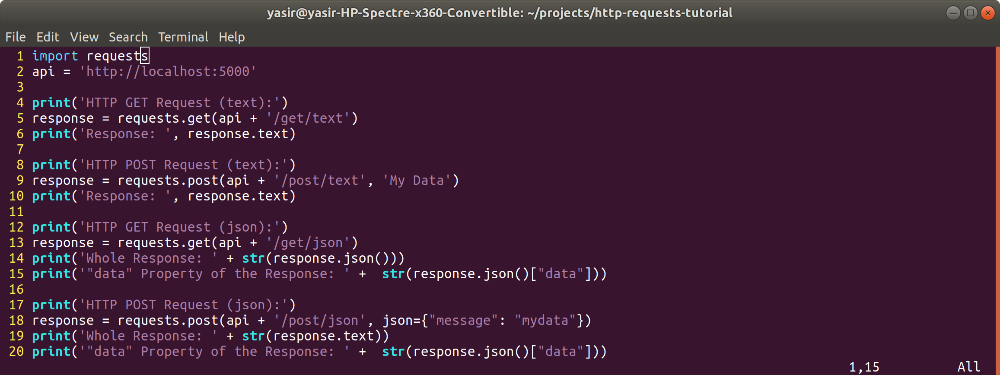 yasir@yasir-HP-Spectre-x360-Convertible: ~/projects/http-requests-tutorial
File Edit View Search Terminal Help
1 import requests
2 api = 'http://localhost:5000'
3
4 print('HTTP GET Request (text):')
5 response = requests.get(api + '/get/text')
6 print('Response: ', response.text)
7
8 print('HTTP POST Request (text):')
9 response = requests.post(api + '/post/text', 'My Data')
10 print('Response: ', response.text)
11
12 print('HTTP GET Request (json):')
13 response = requests.get(api + '/get/json')
14 print('Whole Response: ' + str(response.json()))
15 print('"data" Property of the Response: ' +  str(response.json()["data"]))
16
17 print('HTTP POST Request (json):')
18 response = requests.post(api + '/post/json', json={"message": "mydata"})
19 print('Whole Response: ' + str(response.text))
20 print('"data" Property of the Response: ' +  str(response.json()["data"]))
1,15 All